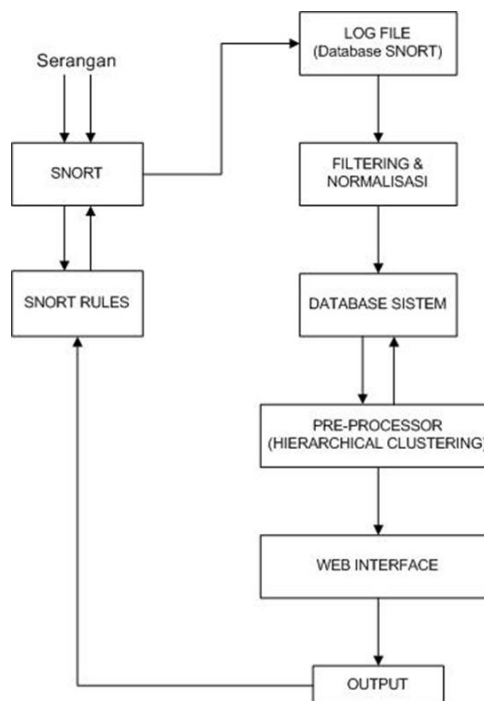 Serangan
SNORT
SNORT RULES
LOG FILE
(Database SNORT)
FILTERING &
NORMALISASI
DATABASE SISTEM
PRE-PROCESSOR
(HIERARCHICAL CLUSTERING)
WEB INTERFACE
OUTPUT